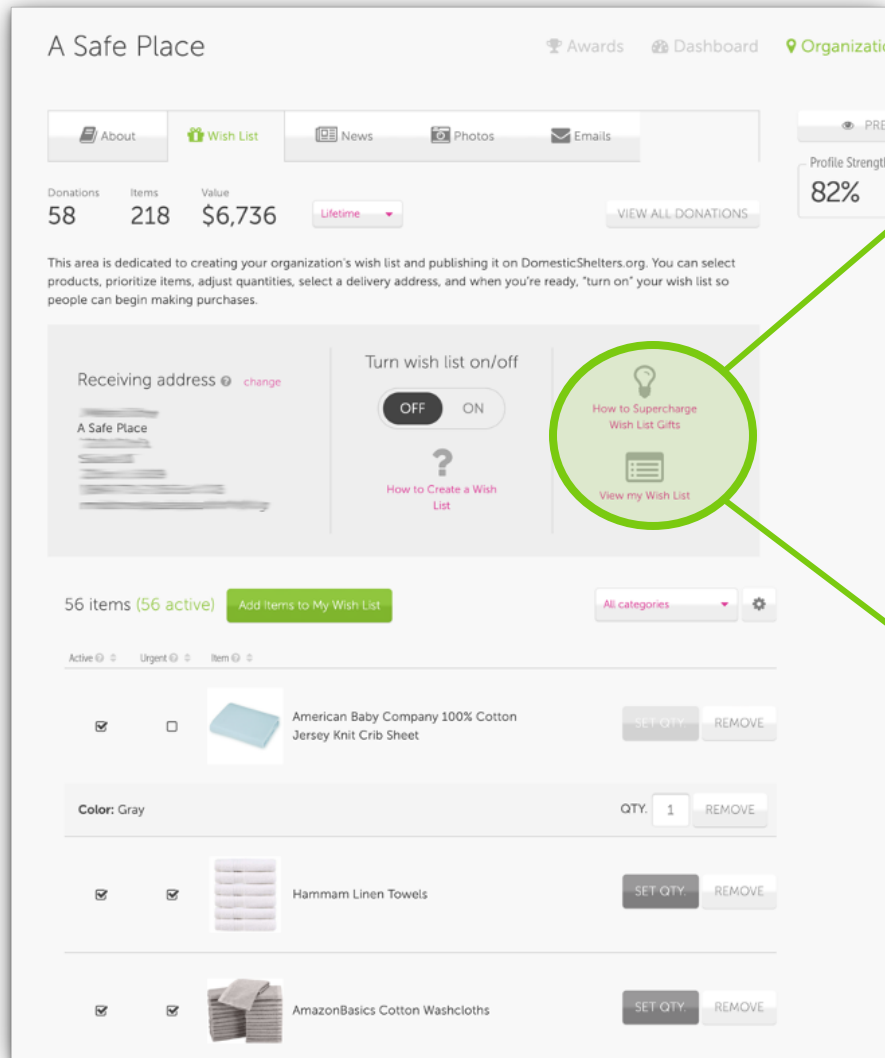 A Safe Place
Awards
Dashboard
Organizatio
About
Wish List
News
Photos
Emails
PRE
Donations
Items
Value
58
218
$6,736
Lifetime
VIEW ALL DONATIONS
Profile Strength
82%
This area is dedicated to creating your organization's wish list and publishing it on DomesticShelters.org. You can select
products, prioritize items, adjust quantities, select a delivery address, and when you're ready, "turn on" your wish list so
people can begin making purchases.
Receiving address
change
A Safe Place
Turn wish list on/off
OFF
ON
How to Create a Wish
List
How to Supercharge
Wish List Gifts
View my Wish List
56 items (56 active)
Add Items to My Wish List
All categories
Active
Urgent
Item
American Baby Company 100% Cotton
Jersey Knit Crib Sheet
SET QTY.
REMOVE
Color: Gray
QTY.
1
REMOVE
Hammam Linen Towels
SET QTY.
REMOVE
AmazonBasics Cotton Washcloths
SET QTY.
REMOVE